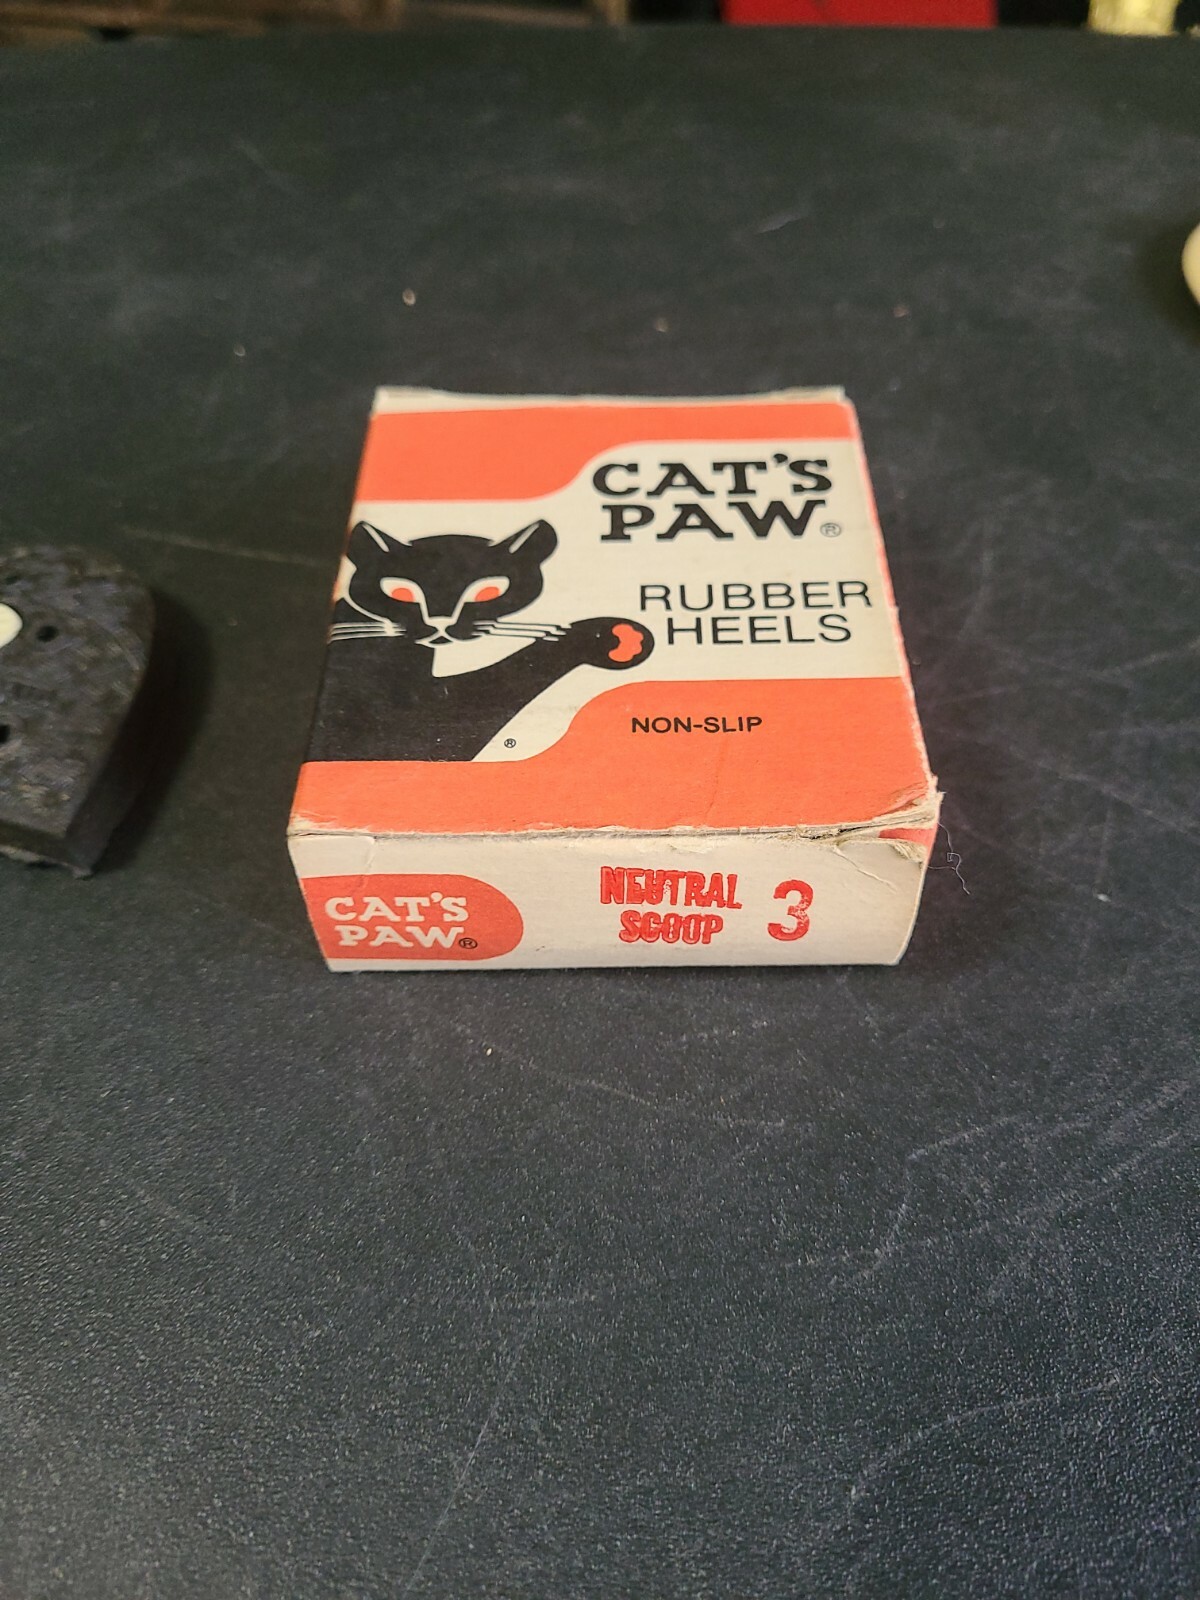 CAT'S
PAW®
RUBBER
HEELS
NON-SLIP
®
CAT'S
PAW®
NEUTRAL
SCOOP
3